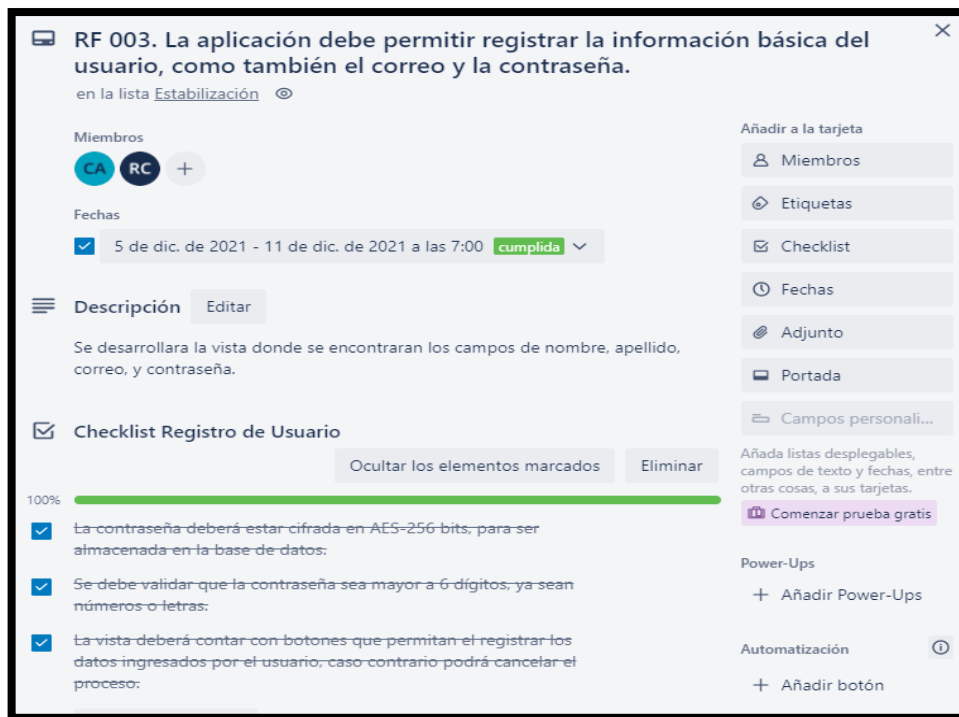 RF 003. La aplicación debe permitir registrar la información básica del
usuario, como también el correo y la contraseña.
en la lista Estabilización
Miembros
CA RC +
Fechas
5 de dic. de 2021 - 11 de dic. de 2021 a las 7:00 cumplida
Descripción Editar
Se desarrollara la vista donde se encontraran los campos de nombre, apellido,
correo, y contraseña.
Checklist Registro de Usuario
Ocultar los elementos marcados Eliminar
100%
La contraseña deberá estar cifrada en AES-256 bits, para ser
almacenada en la base de datos.
Se debe validar que la contraseña sea mayor a 6 dígitos, ya sean
números o letras.
La vista deberá contar con botones que permitan el registrar los
datos ingresados por el usuario, caso contrario podrá cancelar el
proceso.
Añadir a la tarjeta
Miembros
Etiquetas
Checklist
Fechas
Adjunto
Portada
Campos personali...
Añada listas desplegables,
campos de texto y fechas, entre
otras cosas, a sus tarjetas.
Comenzar prueba gratis
Power-Ups
+ Añadir Power-Ups
Automatización
+ Añadir botón